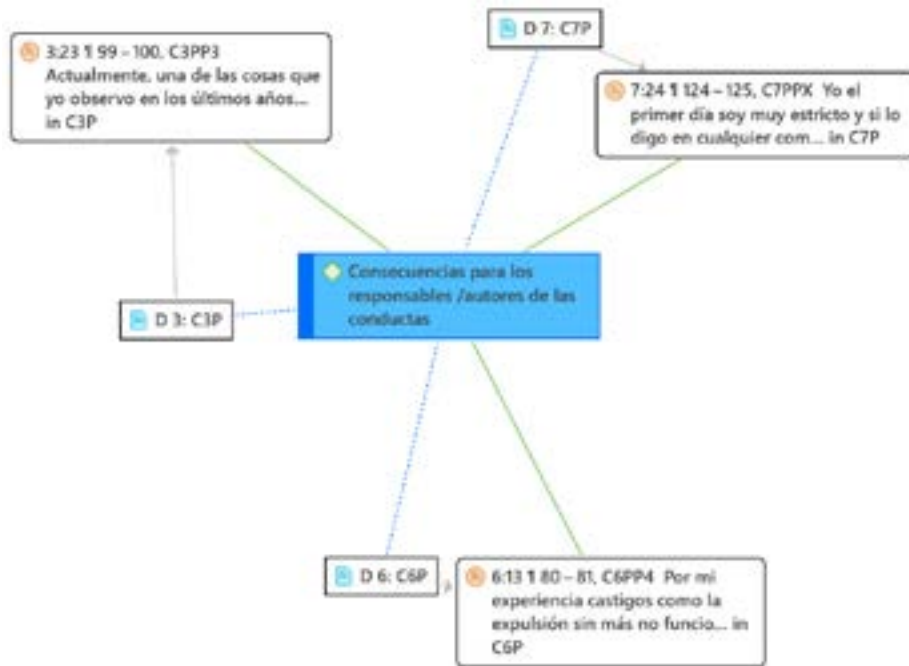 D 7: C7P
3:23 ¶ 99 – 100, C3PP3
Actualmente, una de las cosas que
yo observo en los últimos años...
in C3P
7:24 ¶ 124 – 125, C7PPX Yo el
primer día soy muy estricto y si lo
digo en cualquier com... in C7P
Consecuencias para los
responsables /autores de las
conductas
D 3: C3P
D 6: C6P
6:13 ¶ 80 – 81, C6PP4 Por mi
experiencia castigos como la
expulsión sin más no funcio... in
C6P